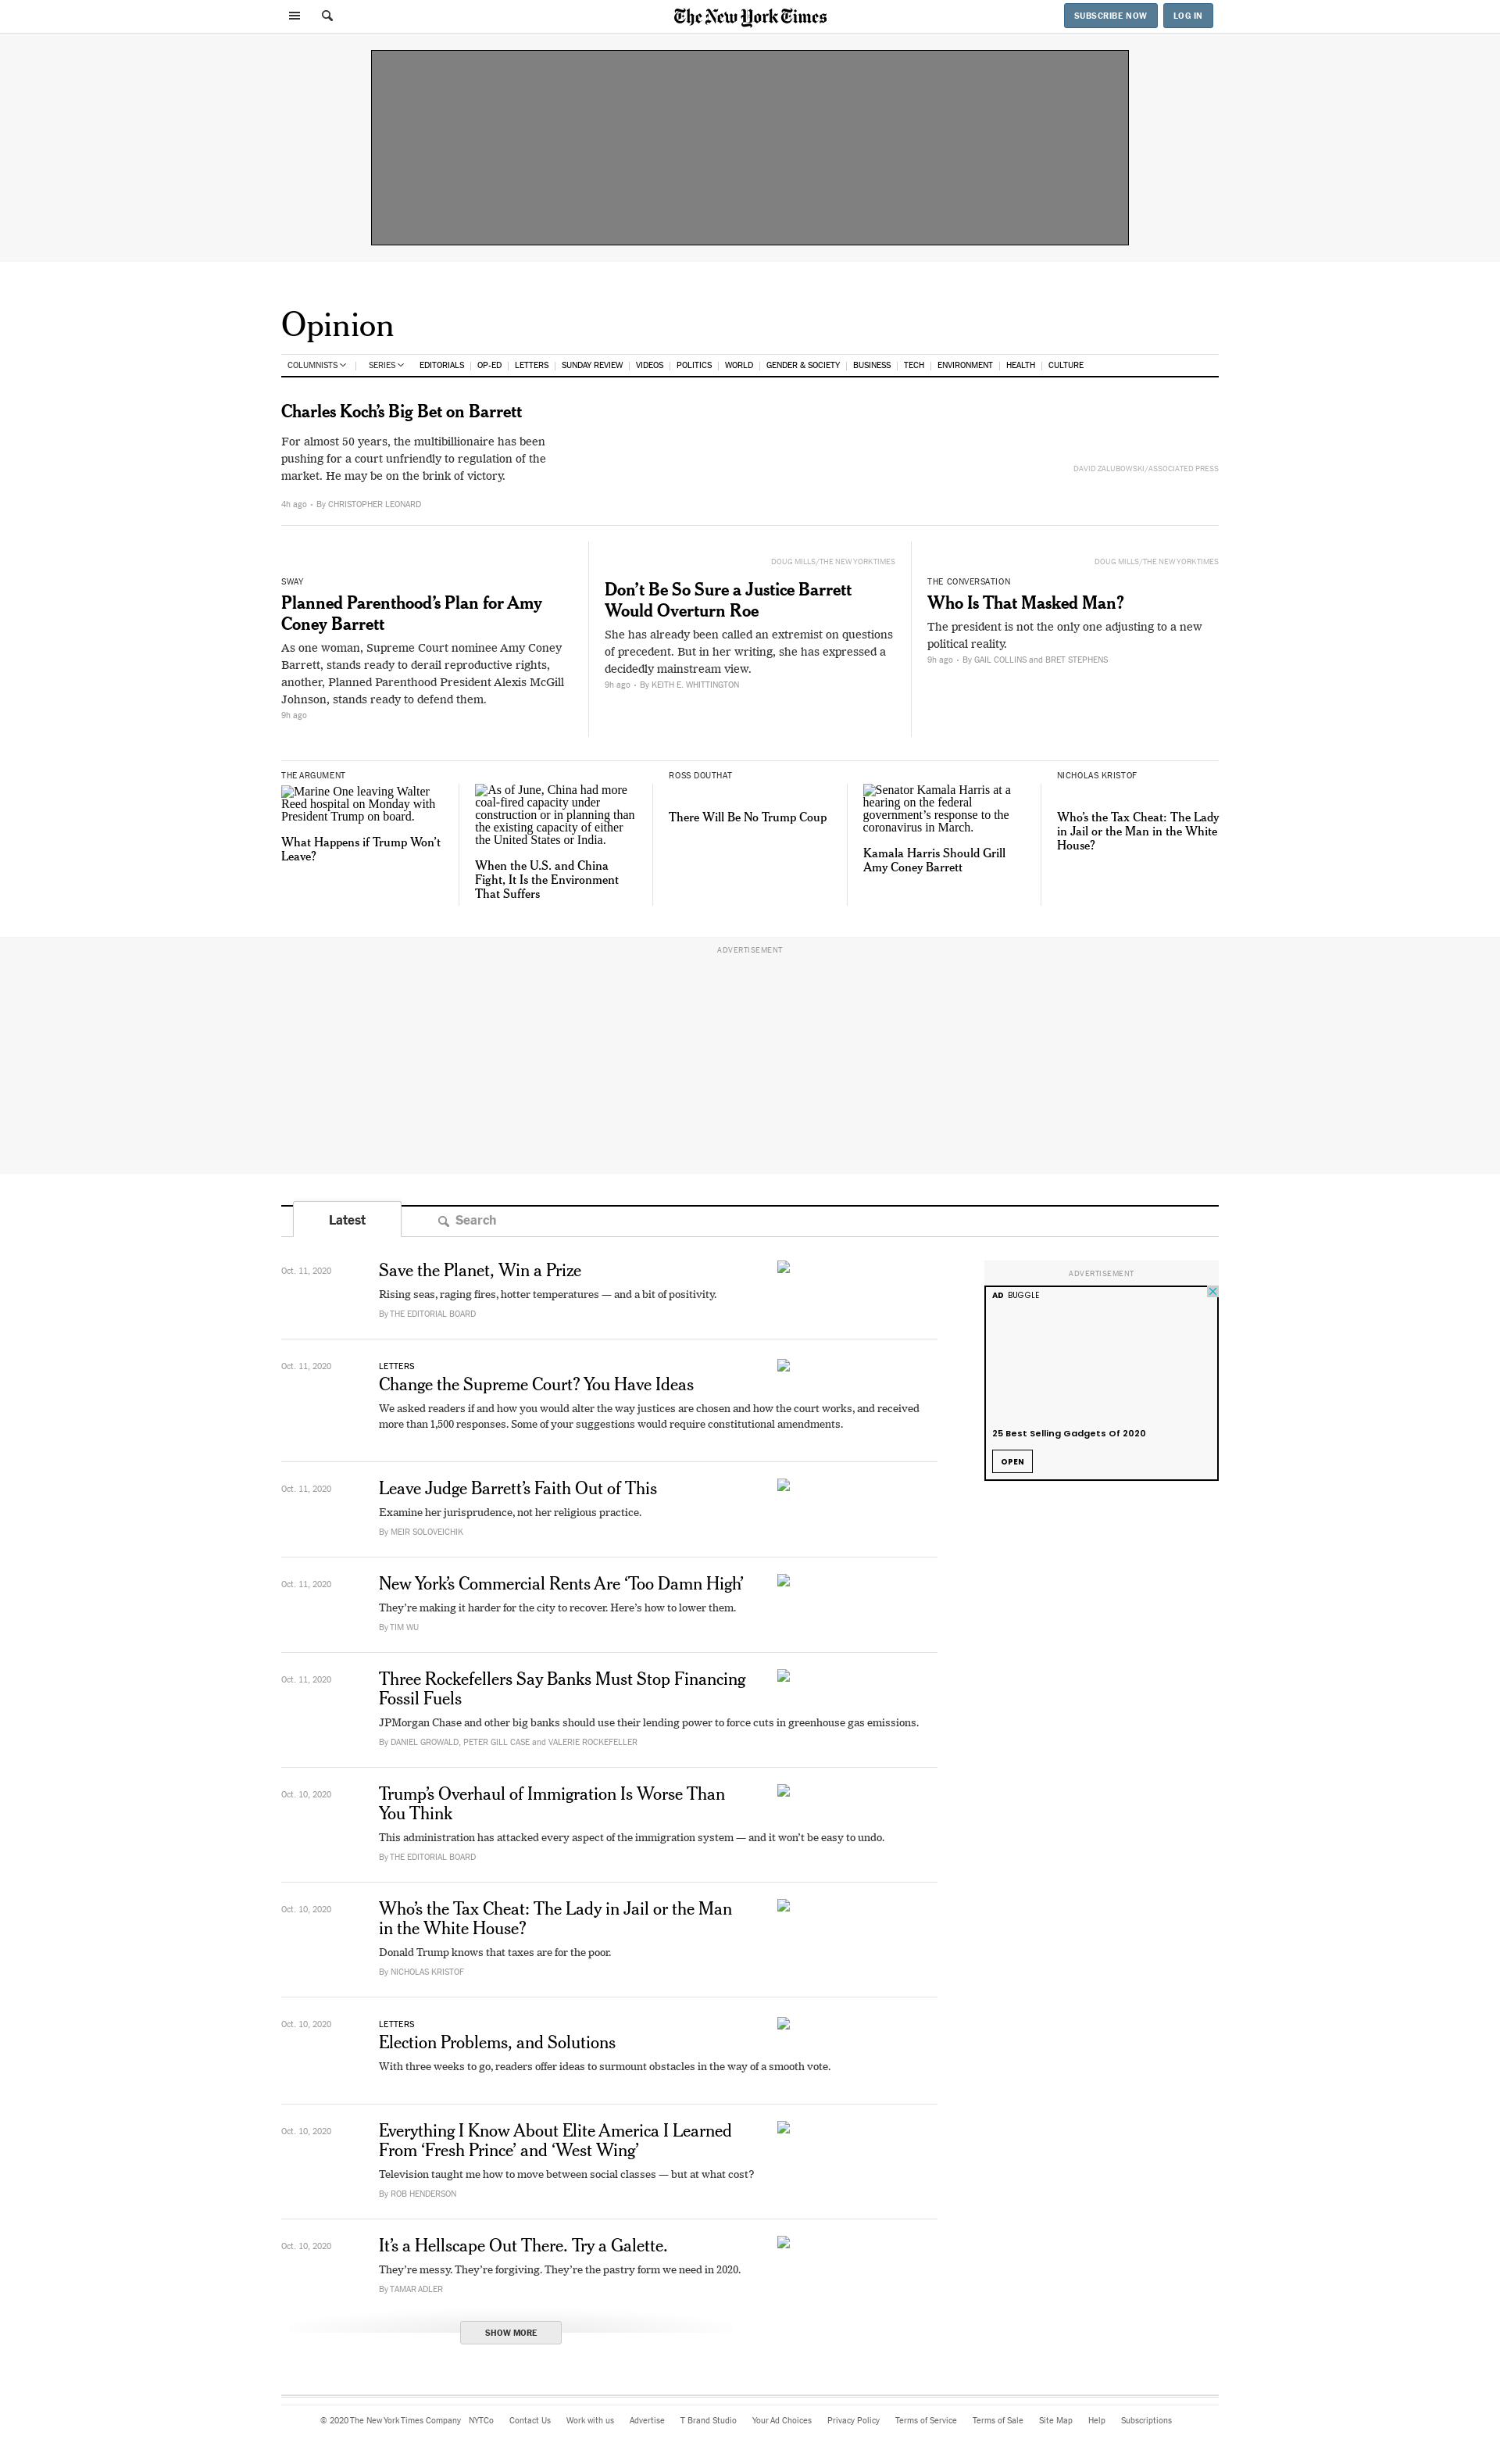 The New York Times
SUBSCRIBE NOW
LOG IN
Opinion
COLUMNISTS
SERIES
EDITORIALS
OP-ED
LETTERS
SUNDAY REVIEW
VIDEOS
POLITICS
WORLD
GENDER & SOCIETY
BUSINESS
TECH
ENVIRONMENT
HEALTH
CULTURE
Charles Koch’s Big Bet on Barrett
For almost 50 years, the multibillionaire has been
pushing for a court unfriendly to regulation of the
market. He may be on the brink of victory.
4h ago • By CHRISTOPHER LEONARD
DAVID ZALUBOWSKI/ASSOCIATED PRESS
SWAY
Planned Parenthood’s Plan for Amy
Coney Barrett
As one woman, Supreme Court nominee Amy Coney
Barrett, stands ready to derail reproductive rights,
another, Planned Parenthood President Alexis McGill
Johnson, stands ready to defend them.
9h ago
DOUG MILLS/THE NEW YORK TIMES
Don’t Be So Sure a Justice Barrett
Would Overturn Roe
She has already been called an extremist on questions
of precedent. But in her writing, she has expressed a
decidedly mainstream view.
9h ago • By KEITH E. WHITTINGTON
DOUG MILLS/THE NEW YORK TIMES
THE CONVERSATION
Who Is That Masked Man?
The president is not the only one adjusting to a new
political reality.
9h ago • By GAIL COLLINS and BRET STEPHENS
THE ARGUMENT
Marine One leaving Walter
Reed hospital on Monday with
President Trump on board.
What Happens if Trump Won’t
Leave?
As of June, China had more
coal-fired capacity under
construction or in planning than
the existing capacity of either
the United States or India.
When the U.S. and China
Fight, It Is the Environment
That Suffers
ROSS DOUTHAT
There Will Be No Trump Coup
Senator Kamala Harris at a
hearing on the federal
government’s response to the
coronavirus in March.
Kamala Harris Should Grill
Amy Coney Barrett
NICHOLAS KRISTOF
Who’s the Tax Cheat: The Lady
in Jail or the Man in the White
House?
ADVERTISEMENT
Latest
Search
Oct. 11, 2020
Save the Planet, Win a Prize
Rising seas, raging fires, hotter temperatures — and a bit of positivity.
By THE EDITORIAL BOARD
ADVERTISEMENT
AD BUGGLE
25 Best Selling Gadgets Of 2020
OPEN
Oct. 11, 2020
LETTERS
Change the Supreme Court? You Have Ideas
We asked readers if and how you would alter the way justices are chosen and how the court works, and received
more than 1,500 responses. Some of your suggestions would require constitutional amendments.
Oct. 11, 2020
Leave Judge Barrett’s Faith Out of This
Examine her jurisprudence, not her religious practice.
By MEIR SOLOVEICHIK
Oct. 11, 2020
New York’s Commercial Rents Are ‘Too Damn High’
They’re making it harder for the city to recover. Here’s how to lower them.
By TIM WU
Oct. 11, 2020
Three Rockefellers Say Banks Must Stop Financing
Fossil Fuels
JPMorgan Chase and other big banks should use their lending power to force cuts in greenhouse gas emissions.
By DANIEL GROWALD, PETER GILL CASE and VALERIE ROCKEFELLER
Oct. 10, 2020
Trump’s Overhaul of Immigration Is Worse Than
You Think
This administration has attacked every aspect of the immigration system — and it won’t be easy to undo.
By THE EDITORIAL BOARD
Oct. 10, 2020
Who’s the Tax Cheat: The Lady in Jail or the Man
in the White House?
Donald Trump knows that taxes are for the poor.
By NICHOLAS KRISTOF
Oct. 10, 2020
LETTERS
Election Problems, and Solutions
With three weeks to go, readers offer ideas to surmount obstacles in the way of a smooth vote.
Oct. 10, 2020
Everything I Know About Elite America I Learned
From ‘Fresh Prince’ and ‘West Wing’
Television taught me how to move between social classes — but at what cost?
By ROB HENDERSON
Oct. 10, 2020
It’s a Hellscape Out There. Try a Galette.
They’re messy. They’re forgiving. They’re the pastry form we need in 2020.
By TAMAR ADLER
SHOW MORE
© 2020 The New York Times Company
NYTCo
Contact Us
Work with us
Advertise
T Brand Studio
Your Ad Choices
Privacy Policy
Terms of Service
Terms of Sale
Site Map
Help
Subscriptions